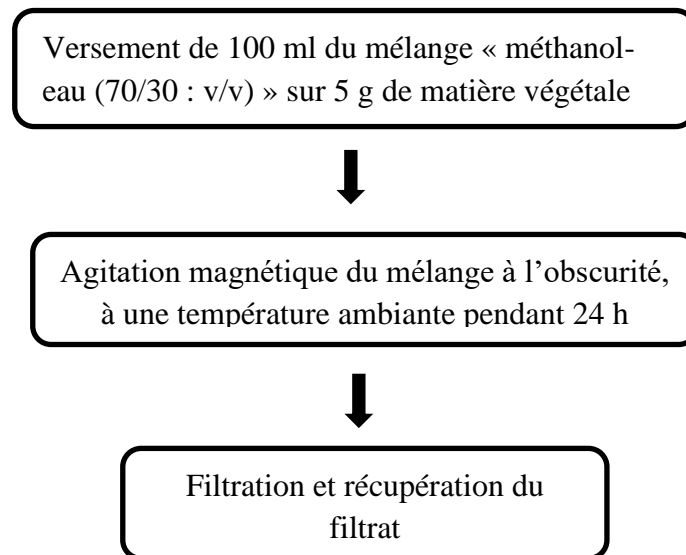 Versement de 100 ml du mélange « méthanol-
eau (70/30 : v/v) » sur 5 g de matière végétale
Agitation magnétique du mélange à l’obscurité,
à une température ambiante pendant 24 h
Filtration et récupération du
filtrat